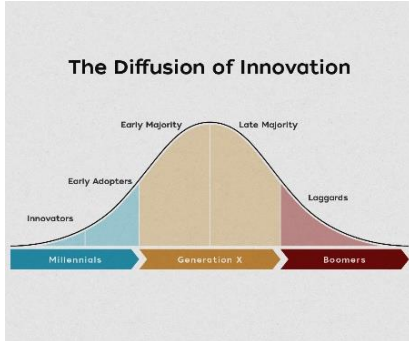 The Diffusion of Innovation
Early Majority
Late Majority
Early Adopters
Laggards
Innovators
Millennials
Generation X
Boomers